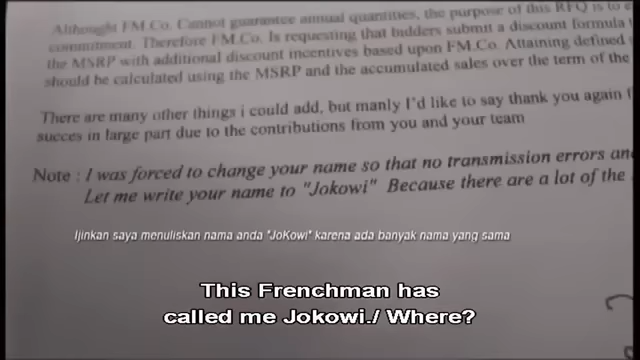 Althought FM.Co. Cannot guarantee annual quantities, the purpose of this RFQ is to
commitment. Therefore FM.Co. Is requesting that bidders submit a discount formula
the MSRP with additional discount incentives based upon FM.Co. Attaining defined
should be calculated using the MSRP and the accumulated sales over the term of the
There are many other things i could add, but manly I'd like to say thank you again
succes in large part due to the contributions from you and your team
Note : I was forced to change your name so that no transmission errors and
Let me write your name to "Jokowi" Because there are a lot of the
Ijinkan saya menuliskan nama anda "JoKowi" karena ada banyak nama yang sama
This Frenchman has
called me Jokowi./ Where?